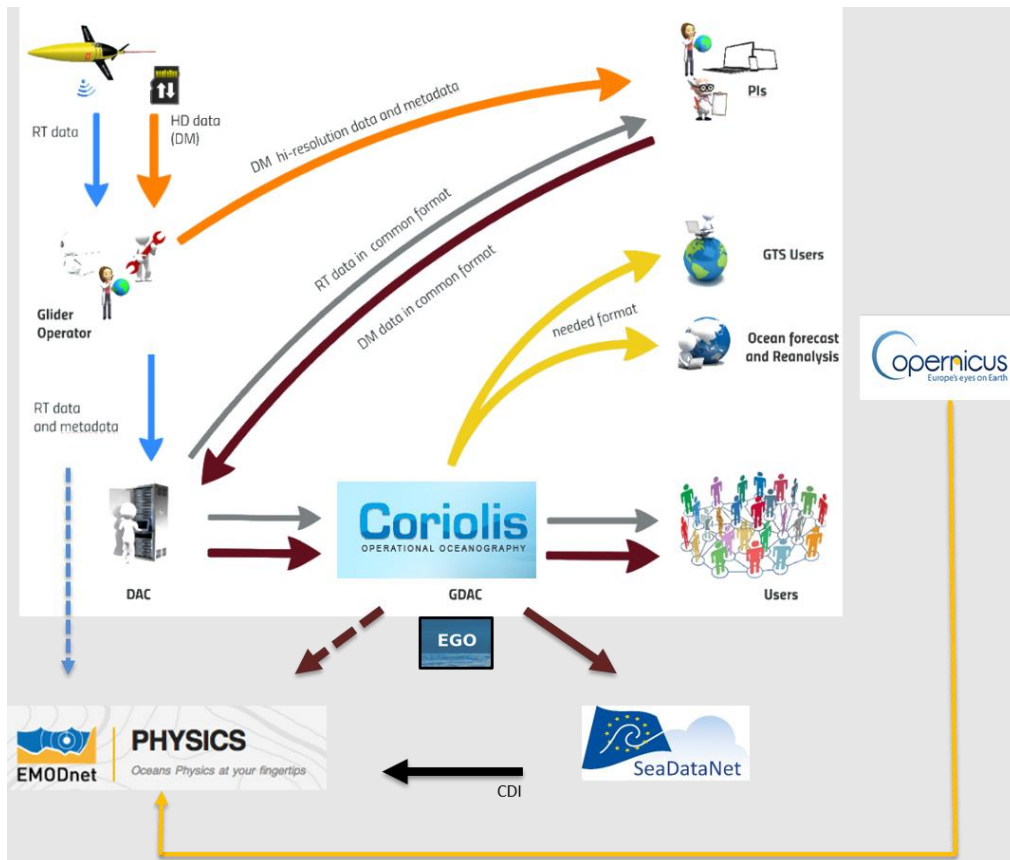 RT data
HD data
(DM)
DM hi-resolution data and metadata
PIs
RT data in common format
DM data in common format
GTS Users
needed format
Ocean forecast
and Reanalysis
Glider
Operator
Copernicus
Europe's eyes on Earth
RT data
and metadata
Coriolis
OPERATIONAL OCEANOGRAPHY
DAC
GDAC
Users
EGO
EMODnet
PHYSICS
Oceans Physics at your fingertips
SeaDataNet
CDI